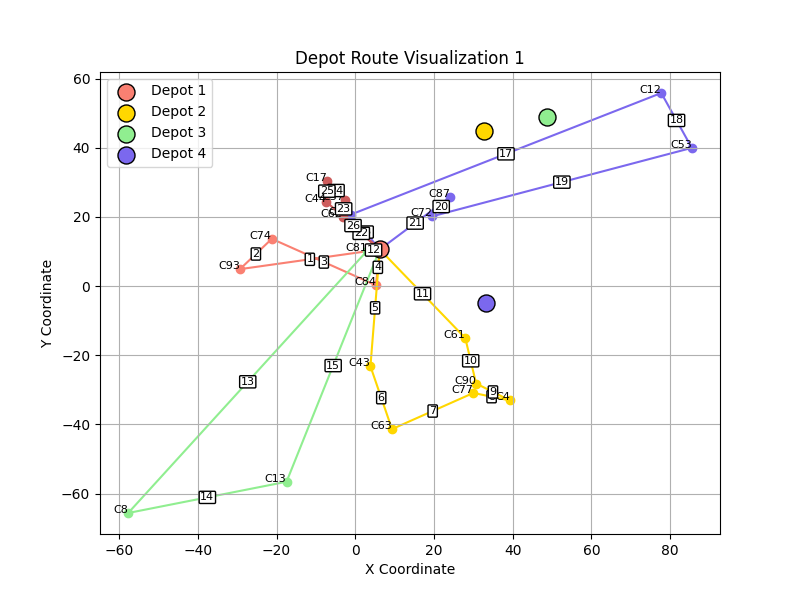 Depot Route Visualization 1
Depot 1
Depot 2
Depot 3
Depot 4
Y Coordinate
60
40
20
0
−20
−40
−60
−60
−40
−20
0
20
40
60
80
X Coordinate
C12
18
C53
17
19
C17
25
C87
20
C72
21
23
26
22
C74
2
C93
1
3
C81
12
4
C84
5
11
C61
10
C43
6
C90
C77
9
C4
7
C63
13
15
C13
14
C8